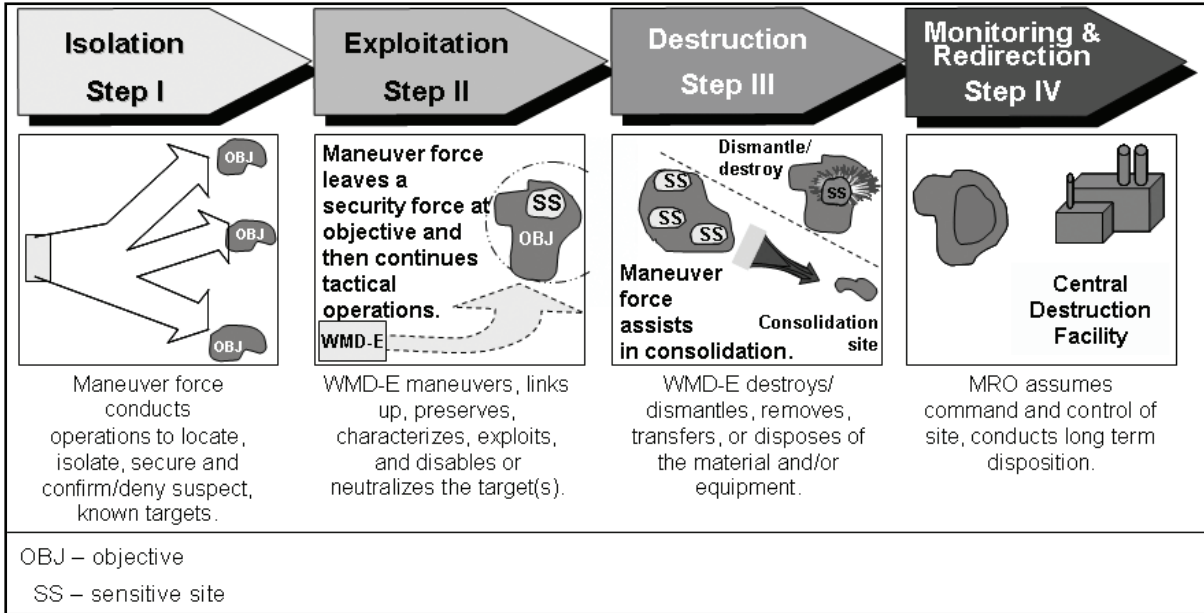 Isolation
Step I
Exploitation
Step II
Destruction
Step III
Monitoring &
Redirection
Step IV
OBJ
OBJ
OBJ
Maneuver force
leaves a
security force at
objective and
then continues
tactical
operations.
SS
OBJ
WMD-E
Dismantle/
destroy
SS
SS
SS
SS
Maneuver
force
assists
in consolidation.
Consolidation
site
Central
Destruction
Facility
Maneuver force
conducts
operations to locate,
isolate, secure and
confirm/deny suspect,
known targets.
WMD-E maneuvers, links
up, preserves,
characterizes, exploits,
and disables or
neutralizes the target(s).
WMD-E destroys/
dismantles, removes,
transfers, or disposes of
the material and/or
equipment.
MRO assumes
command and control of
site, conducts long term
disposition.
OBJ – objective
SS – sensitive site